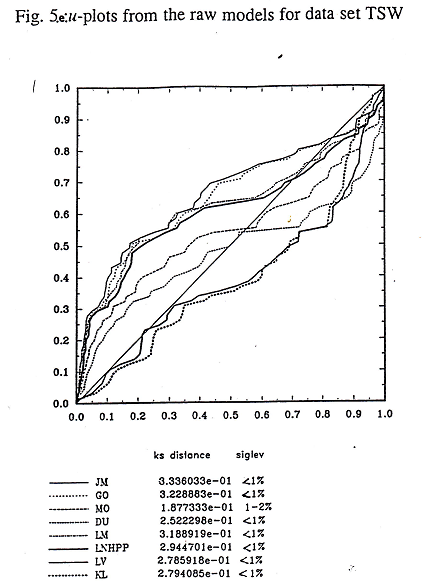 Fig. 5.e: u-plots from the raw models for data set TSW
1.0
0.9
0.8
0.7
0.6
0.5
0.4
0.3
0.2
0.1
0.0
0.0 0.1 0.2 0.3 0.4 0.5 0.6 0.7 0.8 0.9 1.0
ks distance siglev
JM 3.336033e-01 <1%
GO 3.228883e-01 <1%
MO 1.877333e-01 1-2%
DU 2.522298e-01 <1%
LM 3.188919e-01 <1%
LNHPP 2.944701e-01 <1%
LV 2.785918e-01 <1%
KL 2.794085e-01 <1%